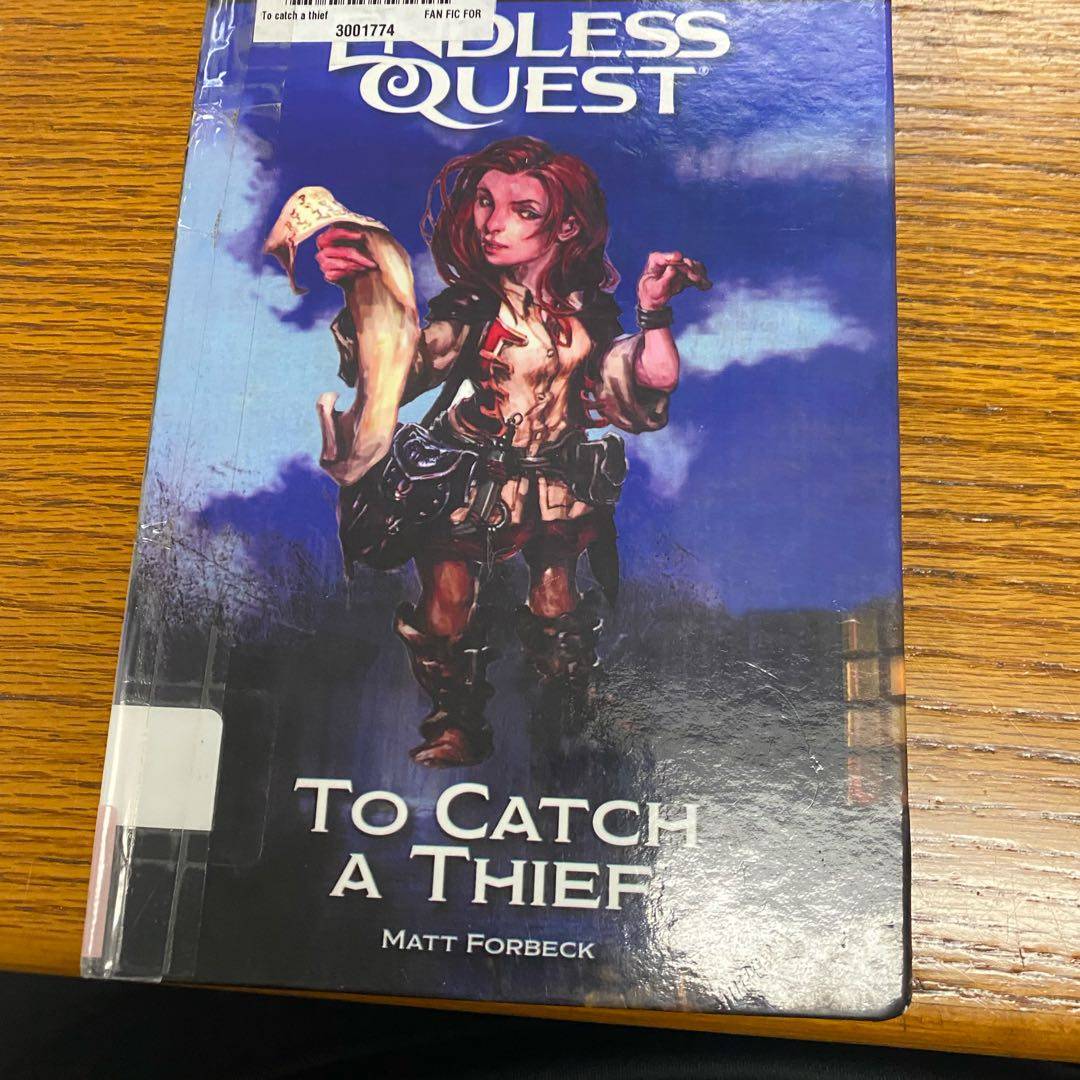 To catch a thief FAN FIC FOR
3001774
ENDLESS
QUEST®
TO CATCH
A THIEF
MATT FORBECK